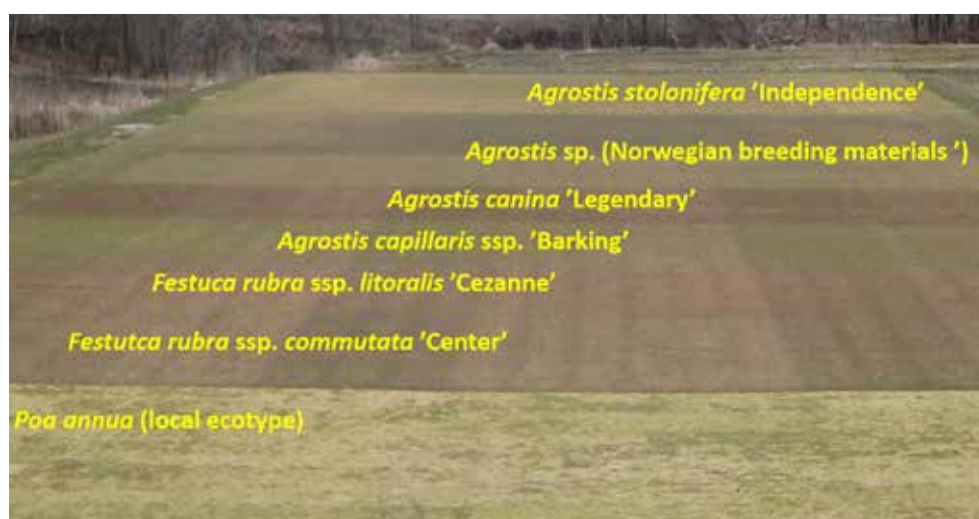 Agrostis stolonifera ’Independence’
Agrostis sp. (Norwegian breeding materials ’)
Agrostis canina ’Legendary’
Agrostis capillaris ssp. ’Barking’
Festuca rubra ssp. litoralis ’Cezanne’
Festutca rubra ssp. commutata ’Center’
Poa annua (local ecotype)